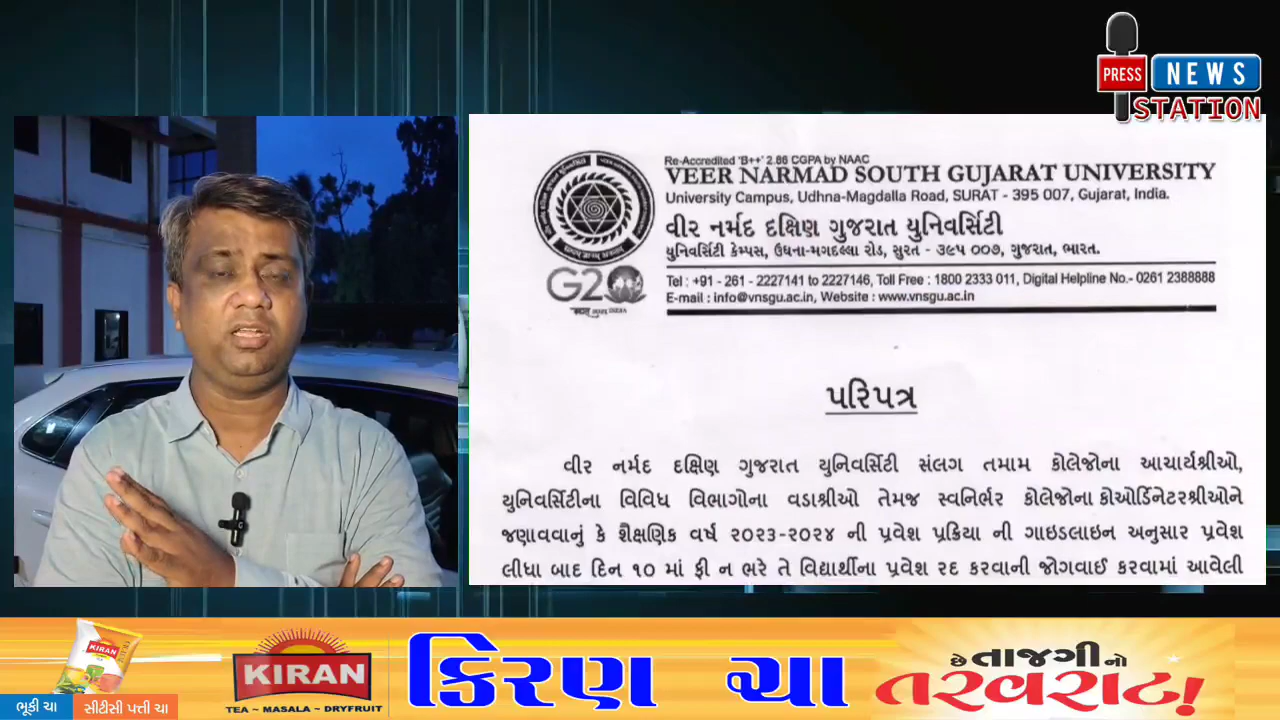 PRESS
NEWS
STATION
Re-Accredited 'B++' 2.86 CGPA by NAAC
VEER NARMAD SOUTH GUJARAT UNIVERSITY
University Campus, Udhna-Magdalla Road, SURAT - 395 007, Gujarat, India.
વીર નર્મદ દક્ષિણ ગુજરાત યુનિવર્સિટી
યુનિવર્સિટી કેમ્પસ, ઉધના-મગદલ્લા રોડ, સુરત - ૩૯૫ ૦૦૭, ગુજરાત, ભારત.
G20
Tel : +91 - 261 - 2227141 to 2227146, Toll Free : 1800 2333 011, Digital Helpline No.- 0261 2388888
E-mail : info@vnsgu.ac.in, Website : www.vnsgu.ac.in
પરિપત્ર
વીર નર્મદ દક્ષિણ ગુજરાત યુનિવર્સિટી સંલગ તમામ કોલેજોના આચાર્યશ્રીઓ,
યુનિવર્સિટીના વિવિધ વિભાગોના વડાશ્રીઓ તેમજ સ્વનિર્ભર કોલેજોના કોઓર્ડિનેટરશ્રીઓને
જણાવવાનું કે શૈક્ષણિક વર્ષ ૨૦૨૩-૨૦૨૪ ની પ્રવેશ પ્રક્રિયા ની ગાઇડલાઇન અનુસાર પ્રવેશ
લીધા બાદ દિન ૧૦ માં ફી ન ભરે તે વિદ્યાર્થીના પ્રવેશ રદ કરવાની જોગવાઈ કરવામાં આવેલી
KIRAN
KIRAN
TEA ~ MASALA ~ DRYFRUIT
કિરણ ચા
છે તાજગીનો
તરવરાટ!
ભૂકી ચા
સીટીસી પત્તી ચા